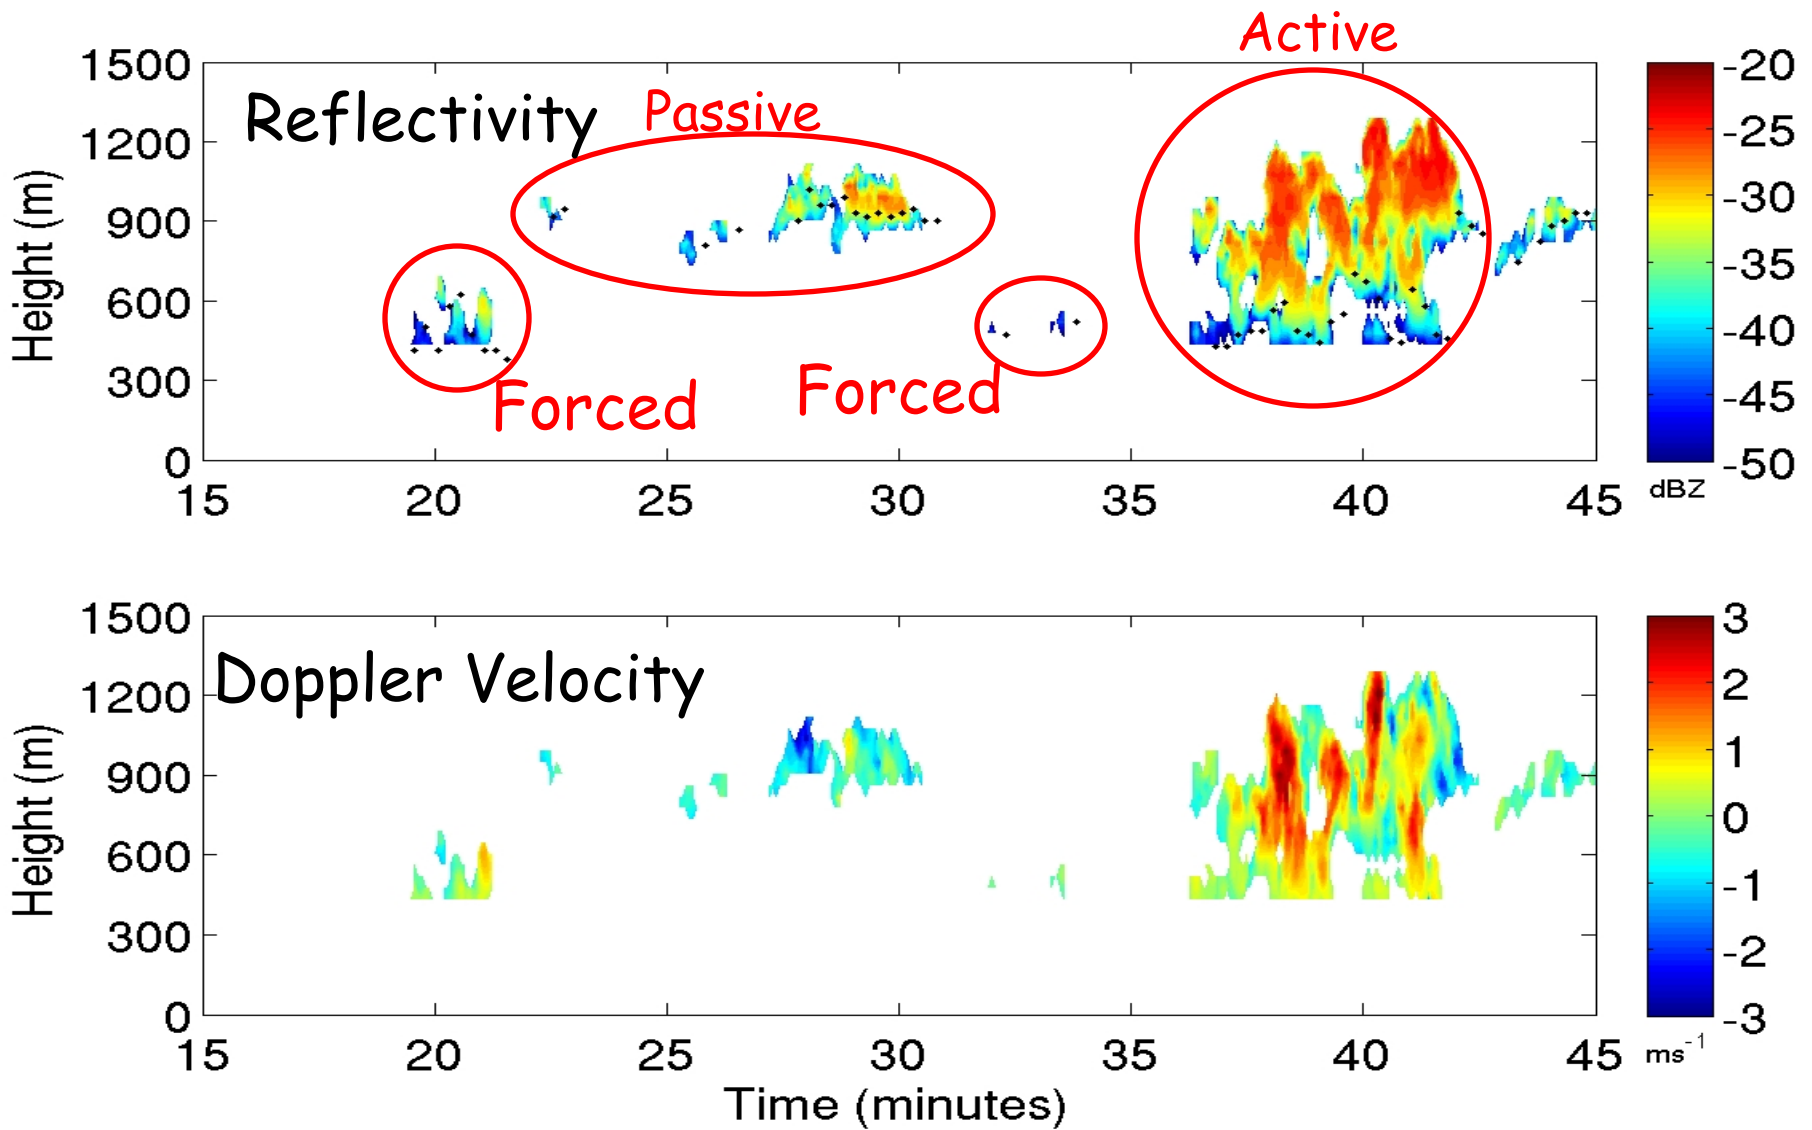 Active
Reflectivity
Passive
Forced
Forced
Height (m)
1500
1200
900
600
300
0
15 20 25 30 35 40 45
-20
-25
-30
-35
-40
-45
-50
dBZ
Doppler Velocity
Height (m)
1500
1200
900
600
300
0
15 20 25 30 35 40 45
Time (minutes)
3
2
1
0
-1
-2
-3
ms-1